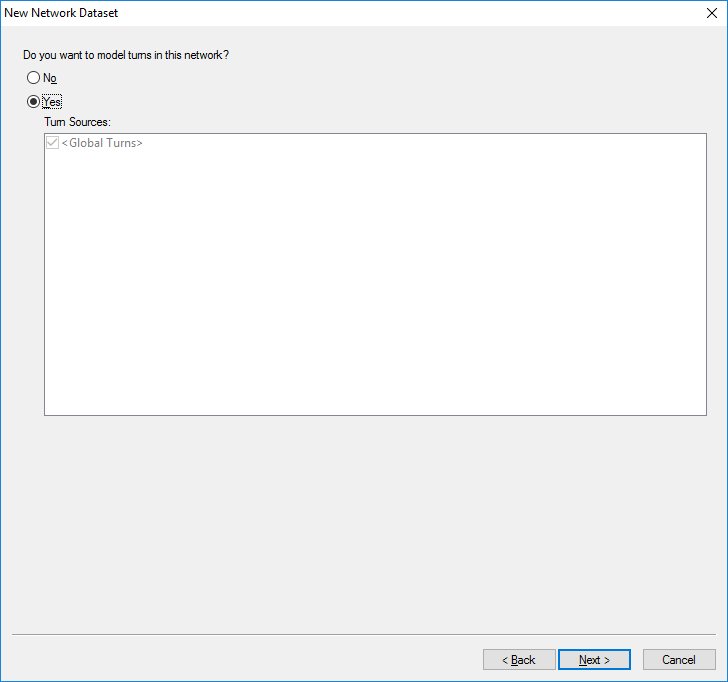 New Network Dataset
Do you want to model turns in this network?
No
Yes
Turn Sources:
<Global Turns>
< Back
Next >
Cancel